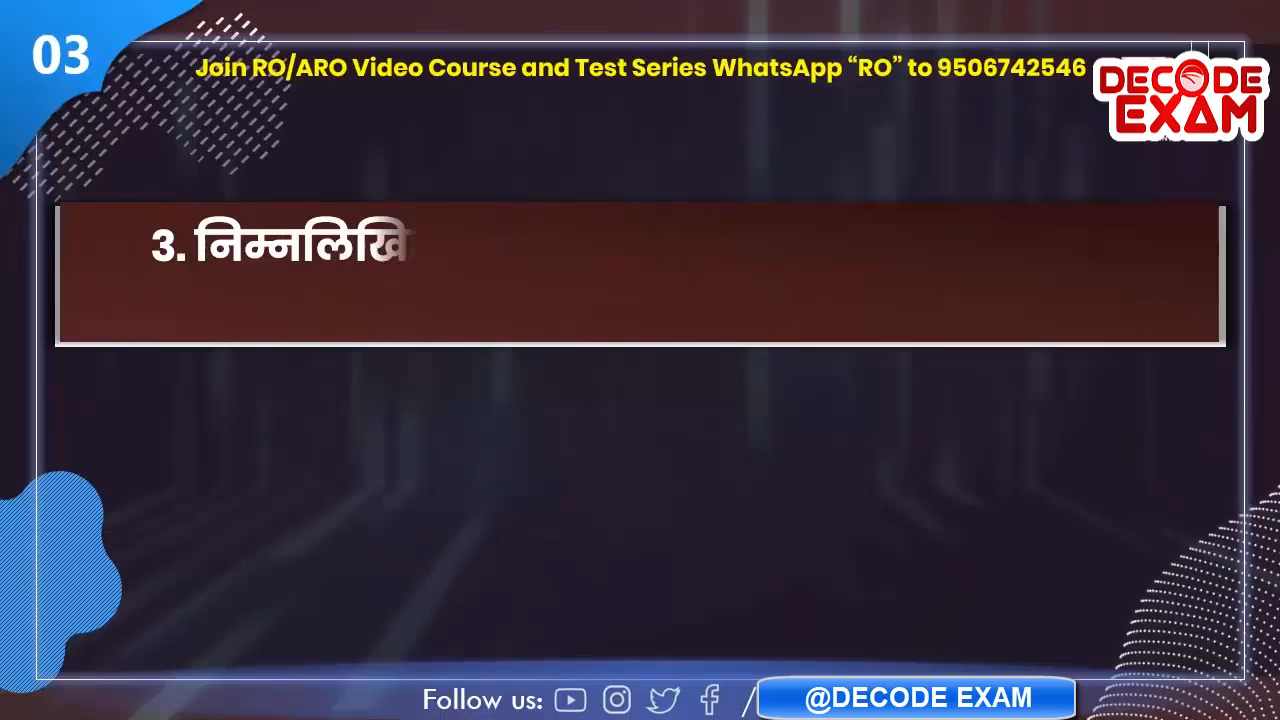 03
Join RO/ARO Video Course and Test Series WhatsApp “RO” to 9506742546
DECODE
EXAM
3. निम्नलिखि
Follow us:
/
@DECODE EXAM